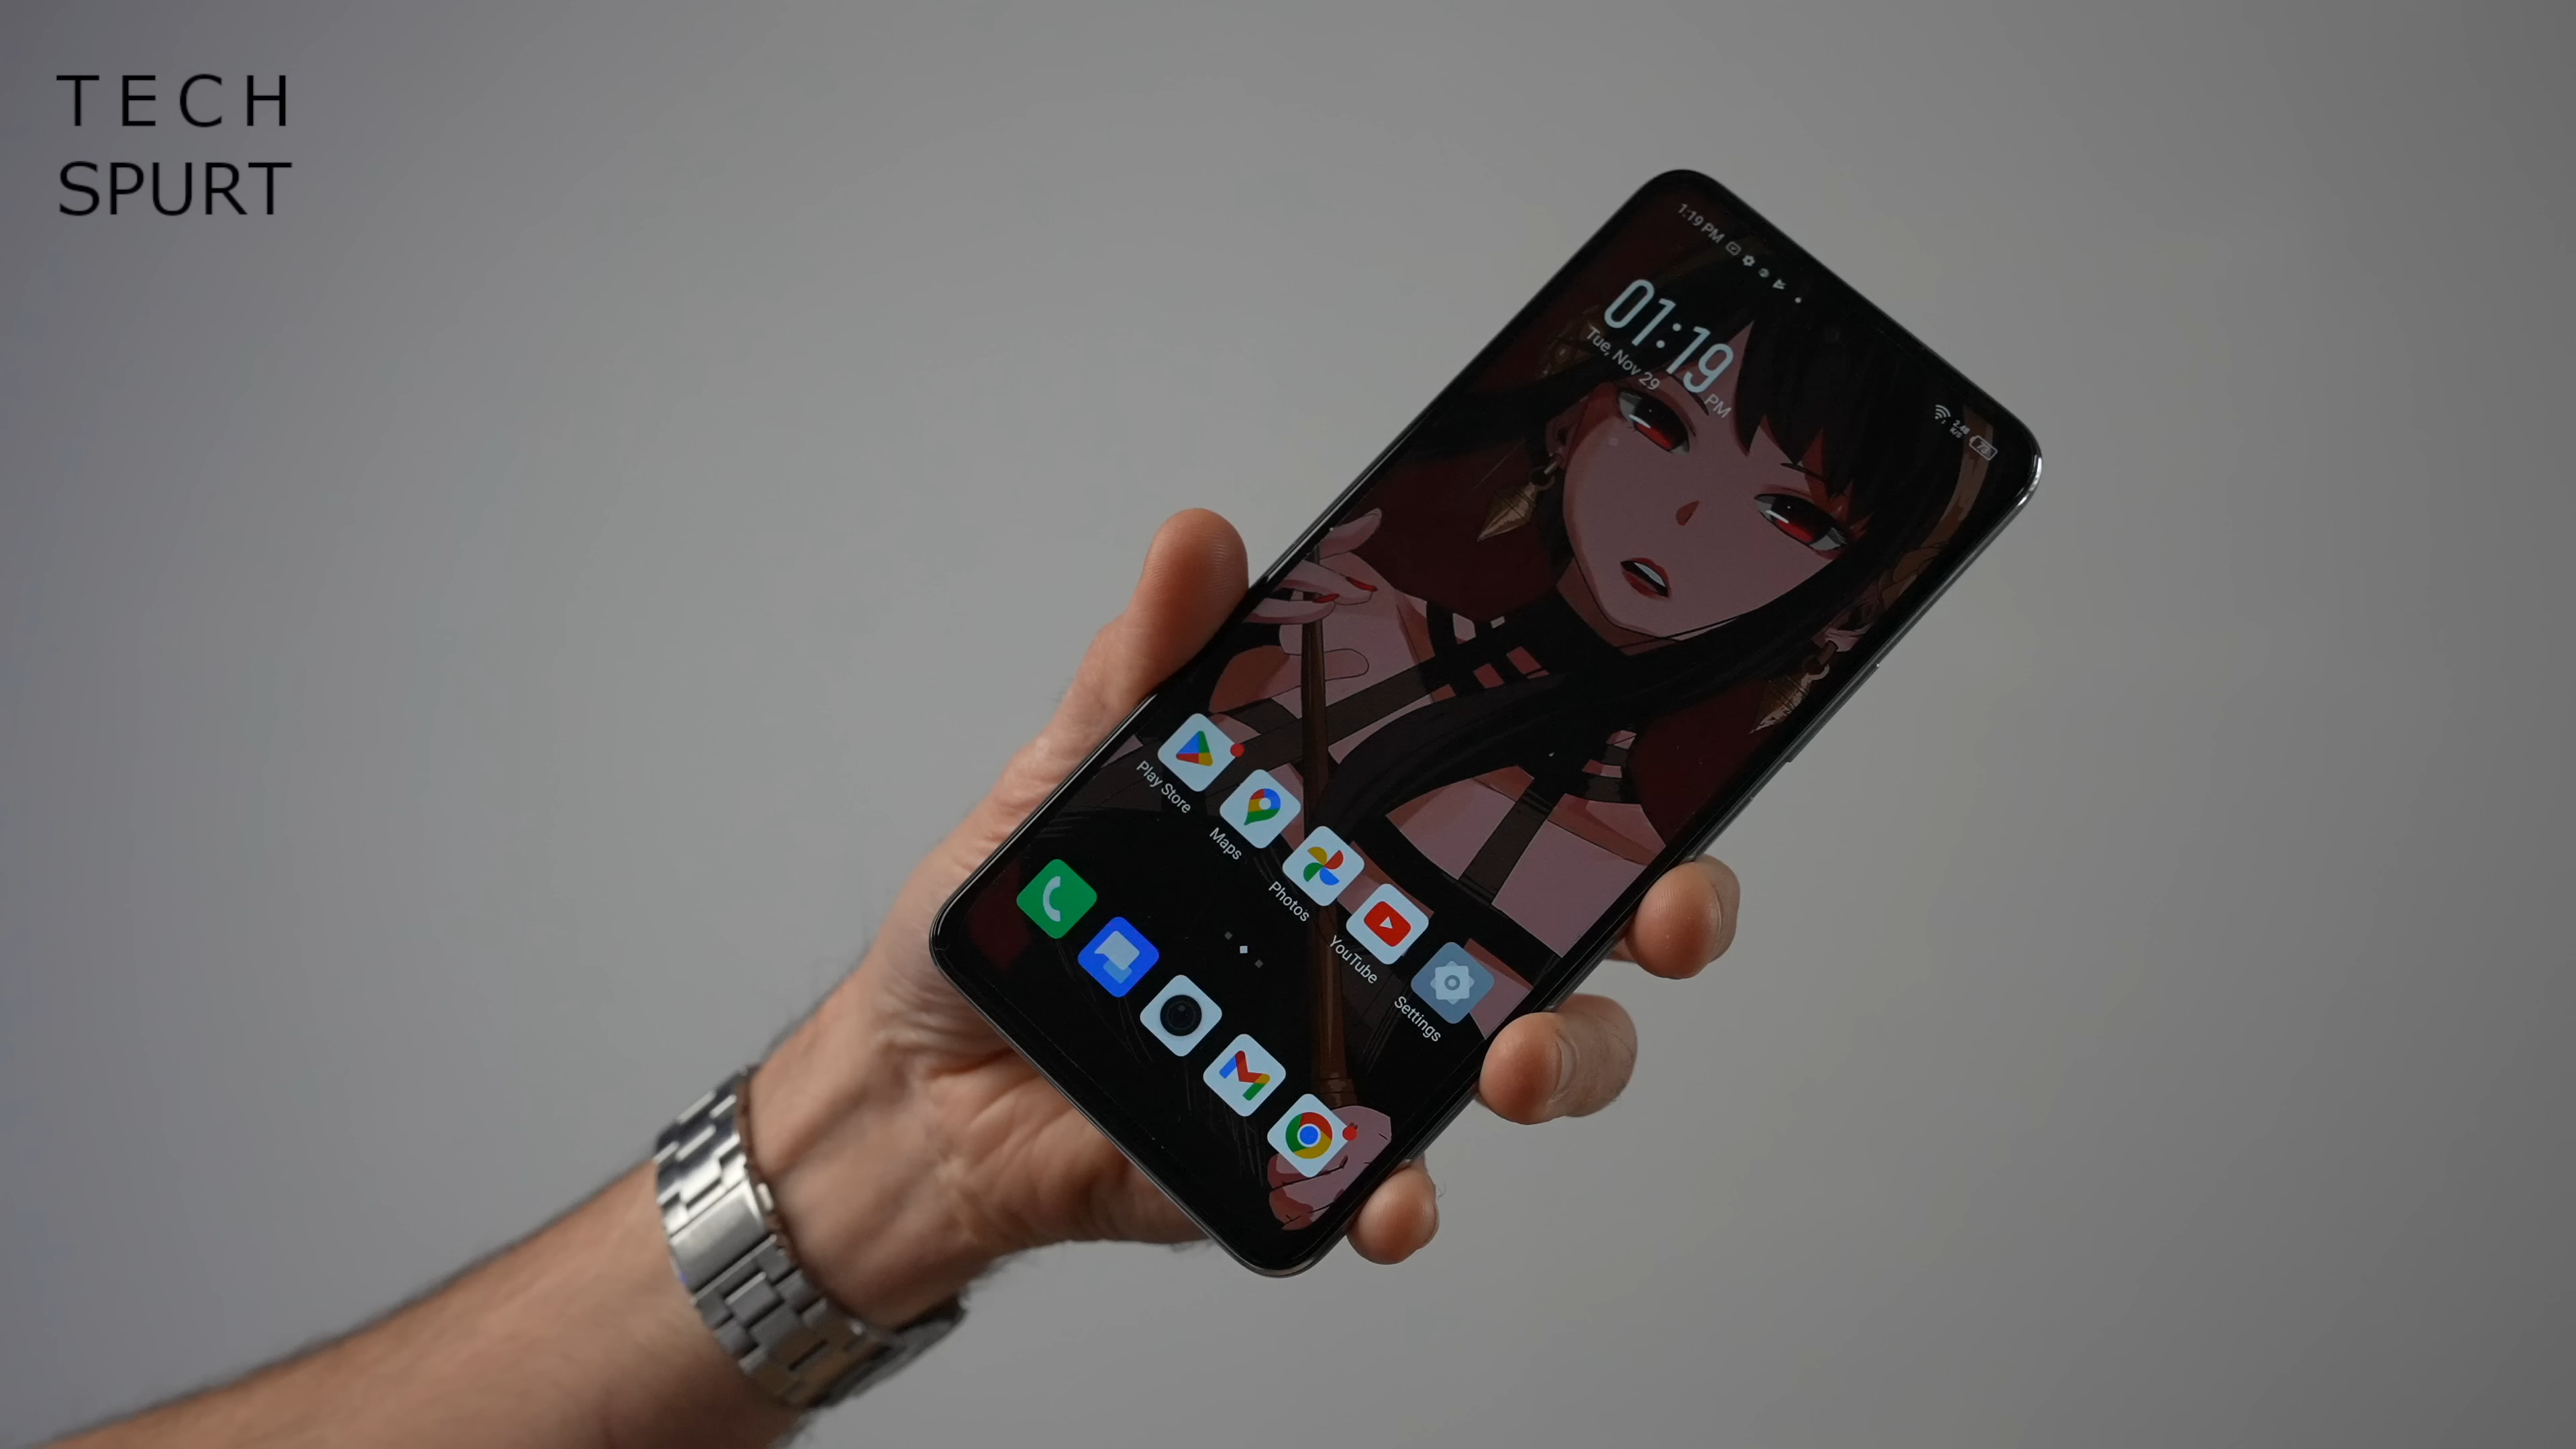 TECH
SPURT
1:19 PM
01:19 PM
Tue, Nov 29
Play Store
Maps
Photos
YouTube
Settings